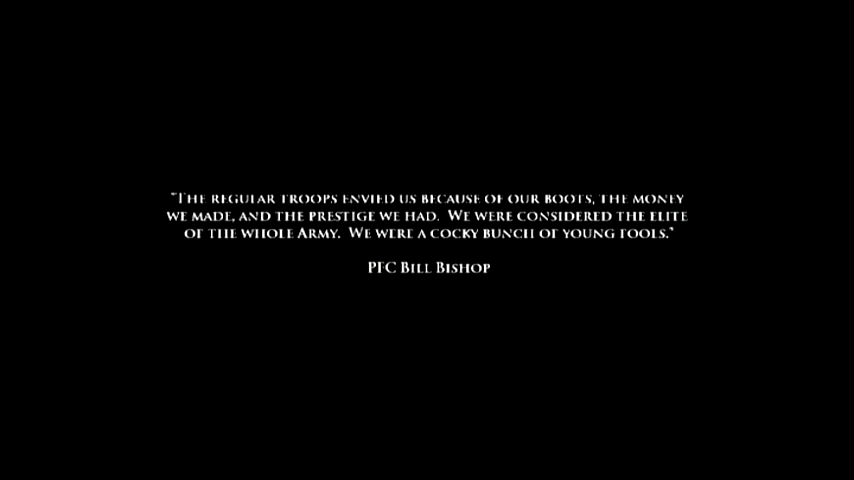 "The regular troops envied us because of our boots, the money
we made, and the prestige we had. We were considered the elite
of the whole Army. We were a cocky bunch of young fools."
PFC Bill Bishop